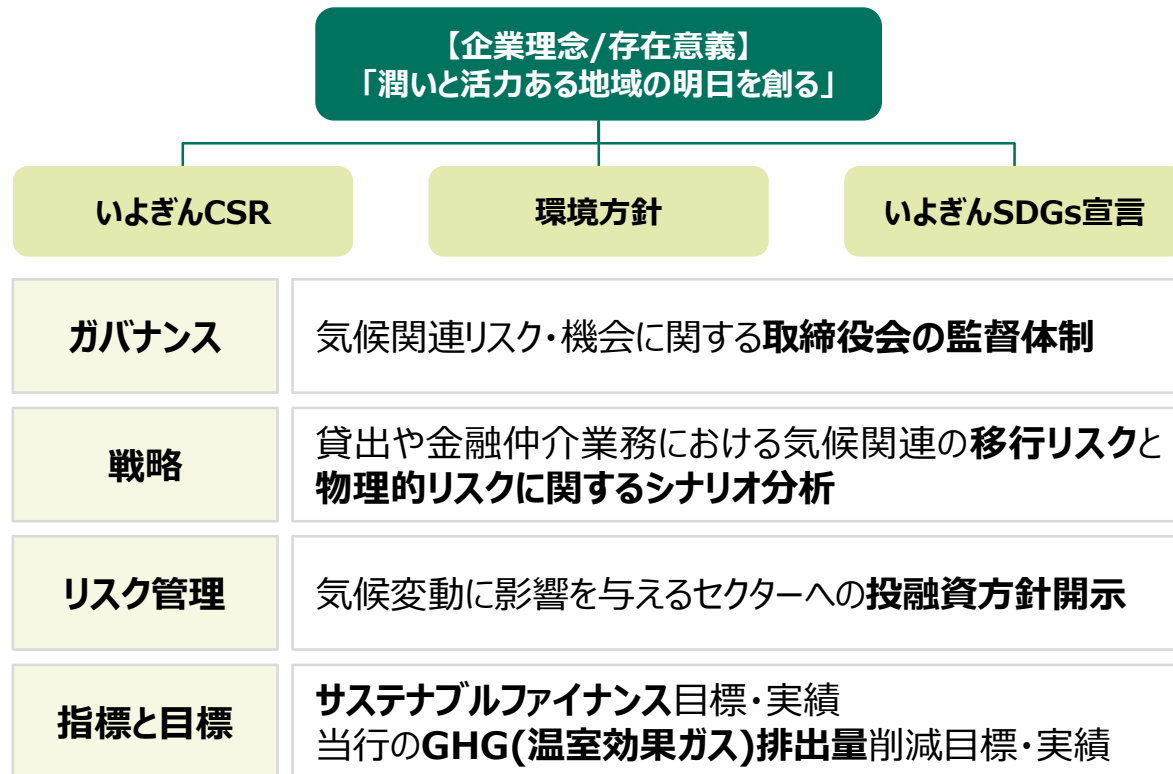 【企業理念/存在意義】
「潤いと活力ある地域の明日を創る」
いよぎんCSR
環境方針
いよぎんSDGs宣言
ガバナンス
気候関連リスク・機会に関する取締役会の監督体制
戦略
貸出や金融仲介業務における気候関連の移行リスクと
物理的リスクに関するシナリオ分析
リスク管理
気候変動に影響を与えるセクターへの投融資方針開示
指標と目標
サステナブルファイナンス目標・実績
当行のGHG(温室効果ガス)排出量削減目標・実績